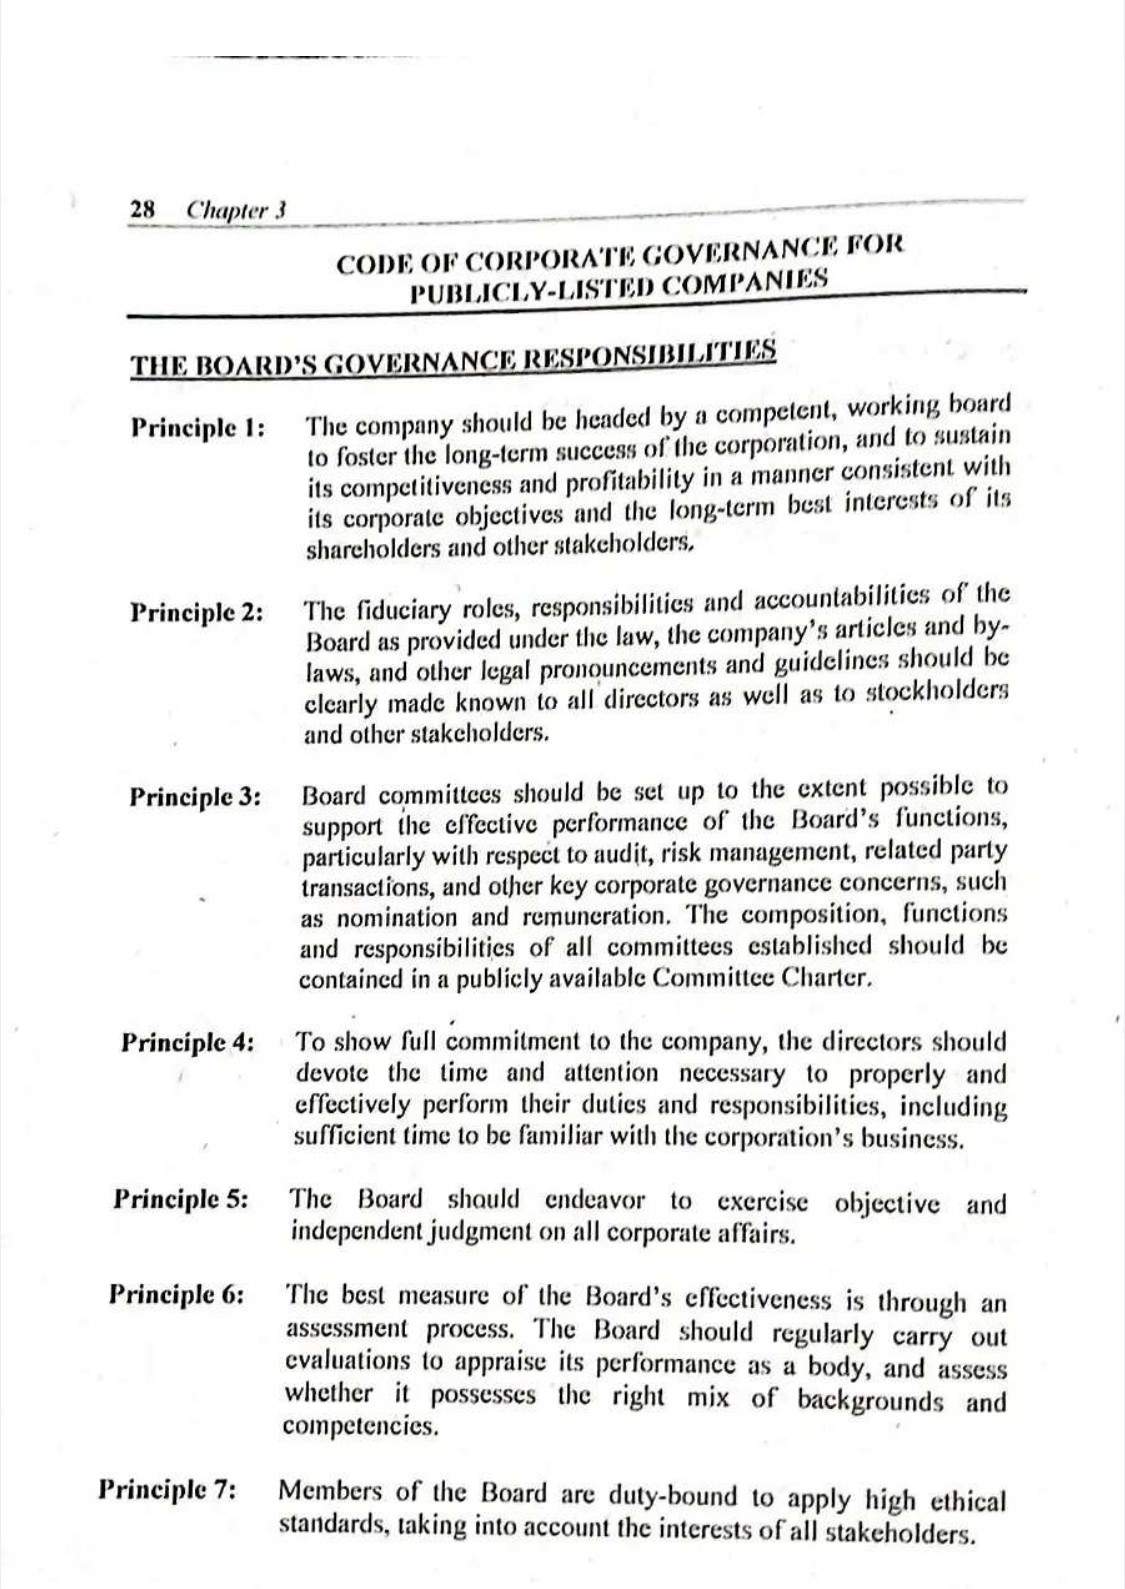 28 Chapter 3
CODE OF CORPORATE GOVERNANCE FOR
PUBLICLY-LISTED COMPANIES
THE BOARD'S GOVERNANCE RESPONSIBILITIES
Principle 1: The company should be headed by a competent, working board
to foster the long-term success of the corporation, and to sustain
its competitiveness and profitability in a manner consistent with
its corporate objectives and the long-term best interests of its
shareholders and other stakeholders.
Principle 2: The fiduciary roles, responsibilities and accountabilities of the
Board as provided under the law, the company's articles and by-
laws, and other legal pronouncements and guidelines should be
clearly made known to all directors as well as to stockholders
and other stakeholders.
Principle 3: Board committees should be set up to the extent possible to
support the effective performance of the Board's functions,
particularly with respect to audit, risk management, related party
transactions, and other key corporate governance concerns, such
as nomination and remuneration. The composition, functions
and responsibilities of all committees established should be
contained in a publicly available Committee Charter.
Principle 4: To show full commitment to the company, the directors should
devote the time and attention necessary to properly and
effectively perform their duties and responsibilities, including
sufficient time to be familiar with the corporation's business.
Principle 5: The Board should endeavor to exercise objective and
independent judgment on all corporate affairs.
Principle 6: The best measure of the Board's effectiveness is through an
assessment process. The Board should regularly carry out
evaluations to appraise its performance as a body, and assess
whether it possesses the right mix of backgrounds and
competencies.
Principle 7: Members of the Board are duty-bound to apply high ethical
standards, taking into account the interests of all stakeholders.